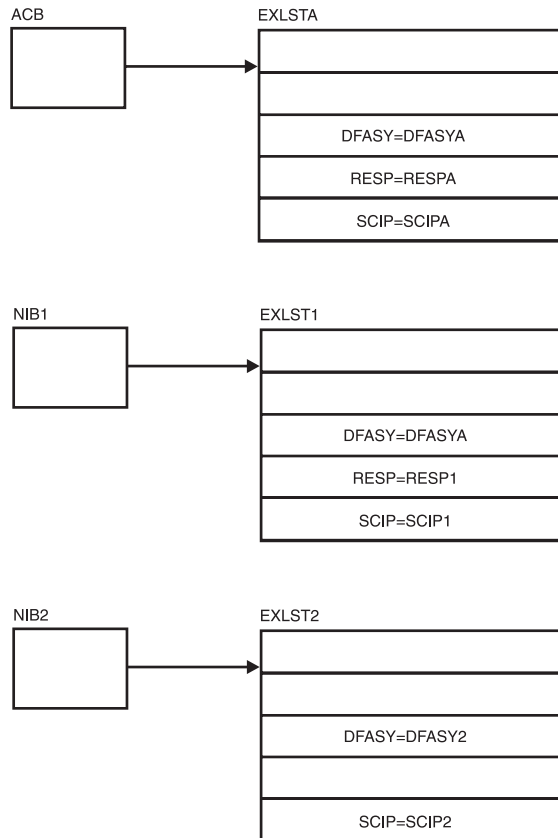 ACB
EXLSTA
DFASY=DFASYA
RESP=RESPA
SCIP=SCIPA
NIB1
EXLST1
DFASY=DFASYA
RESP=RESP1
SCIP=SCIP1
NIB2
EXLST2
DFASY=DFASY2
SCIP=SCIP2